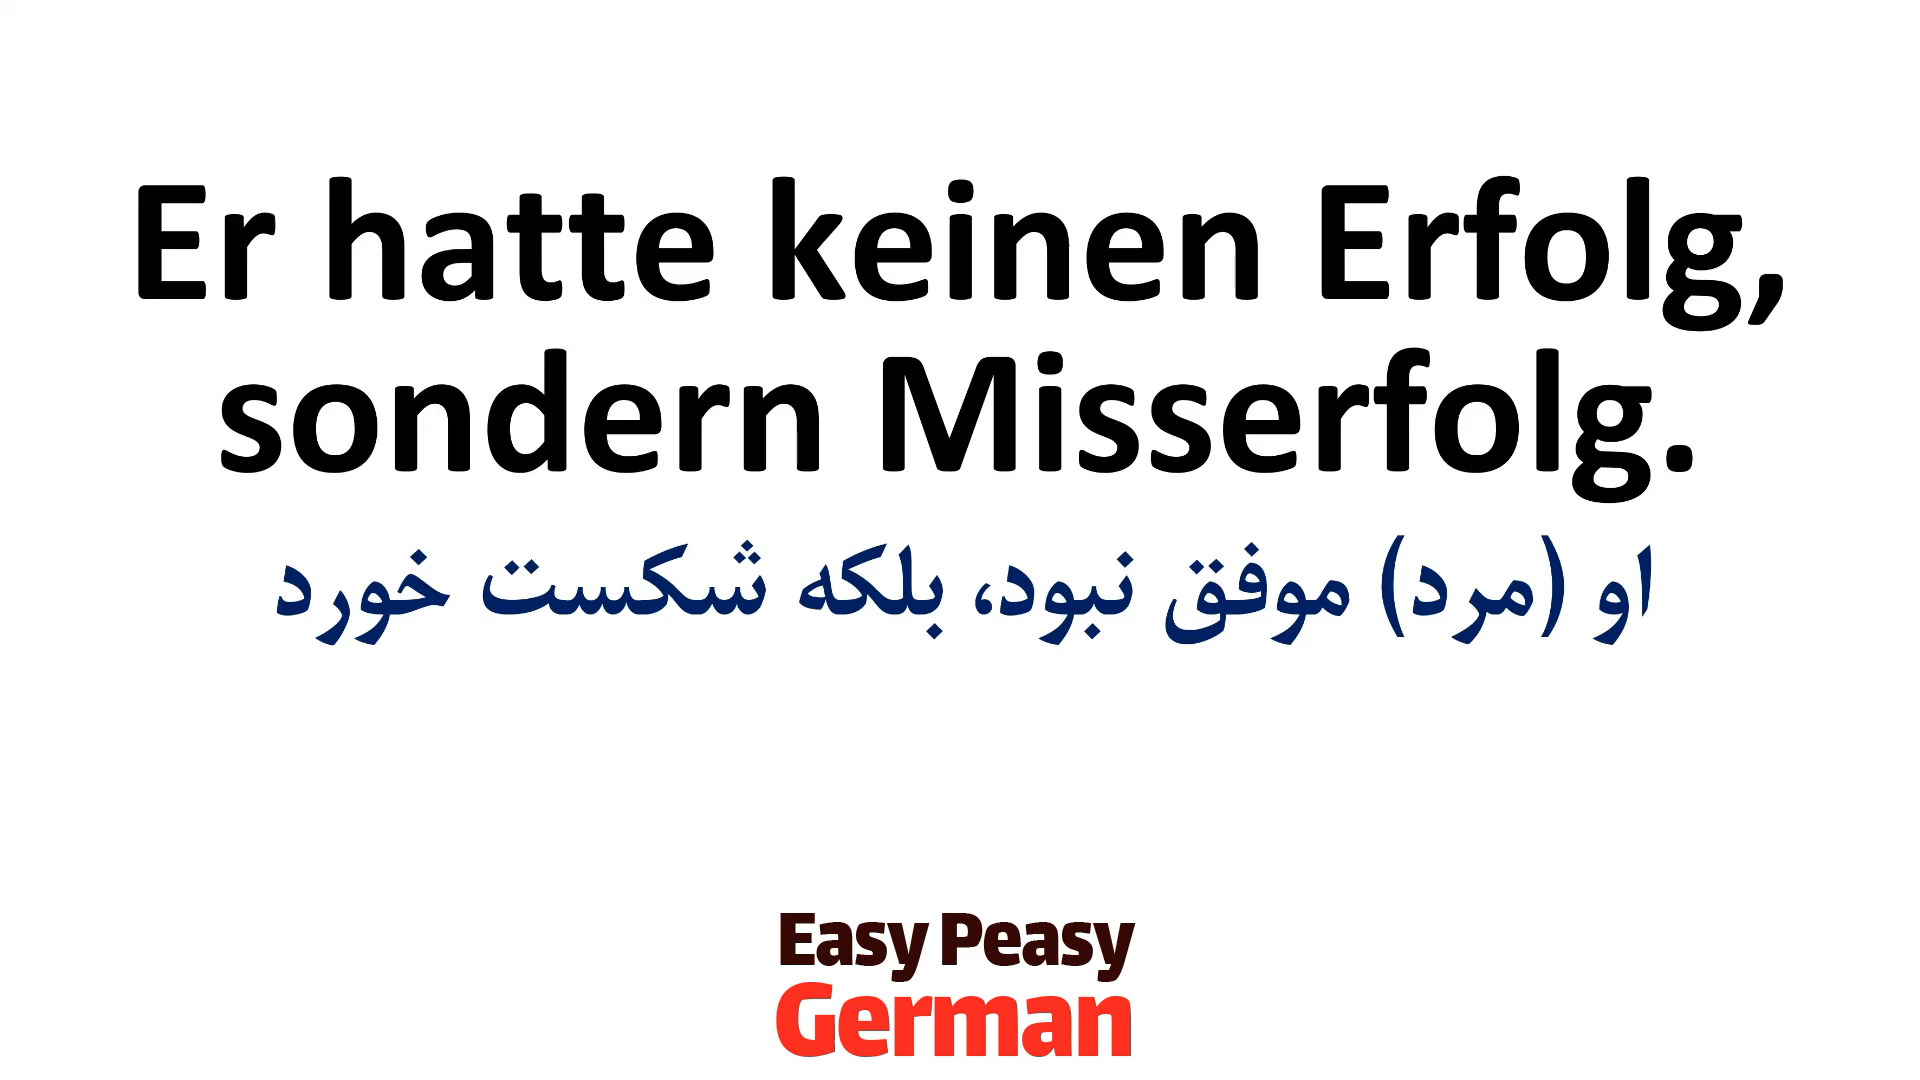 Er hatte keinen Erfolg,
sondern Misserfolg.
او (مرد) موفق نبود، بلکه شکست خورد
Easy Peasy
German